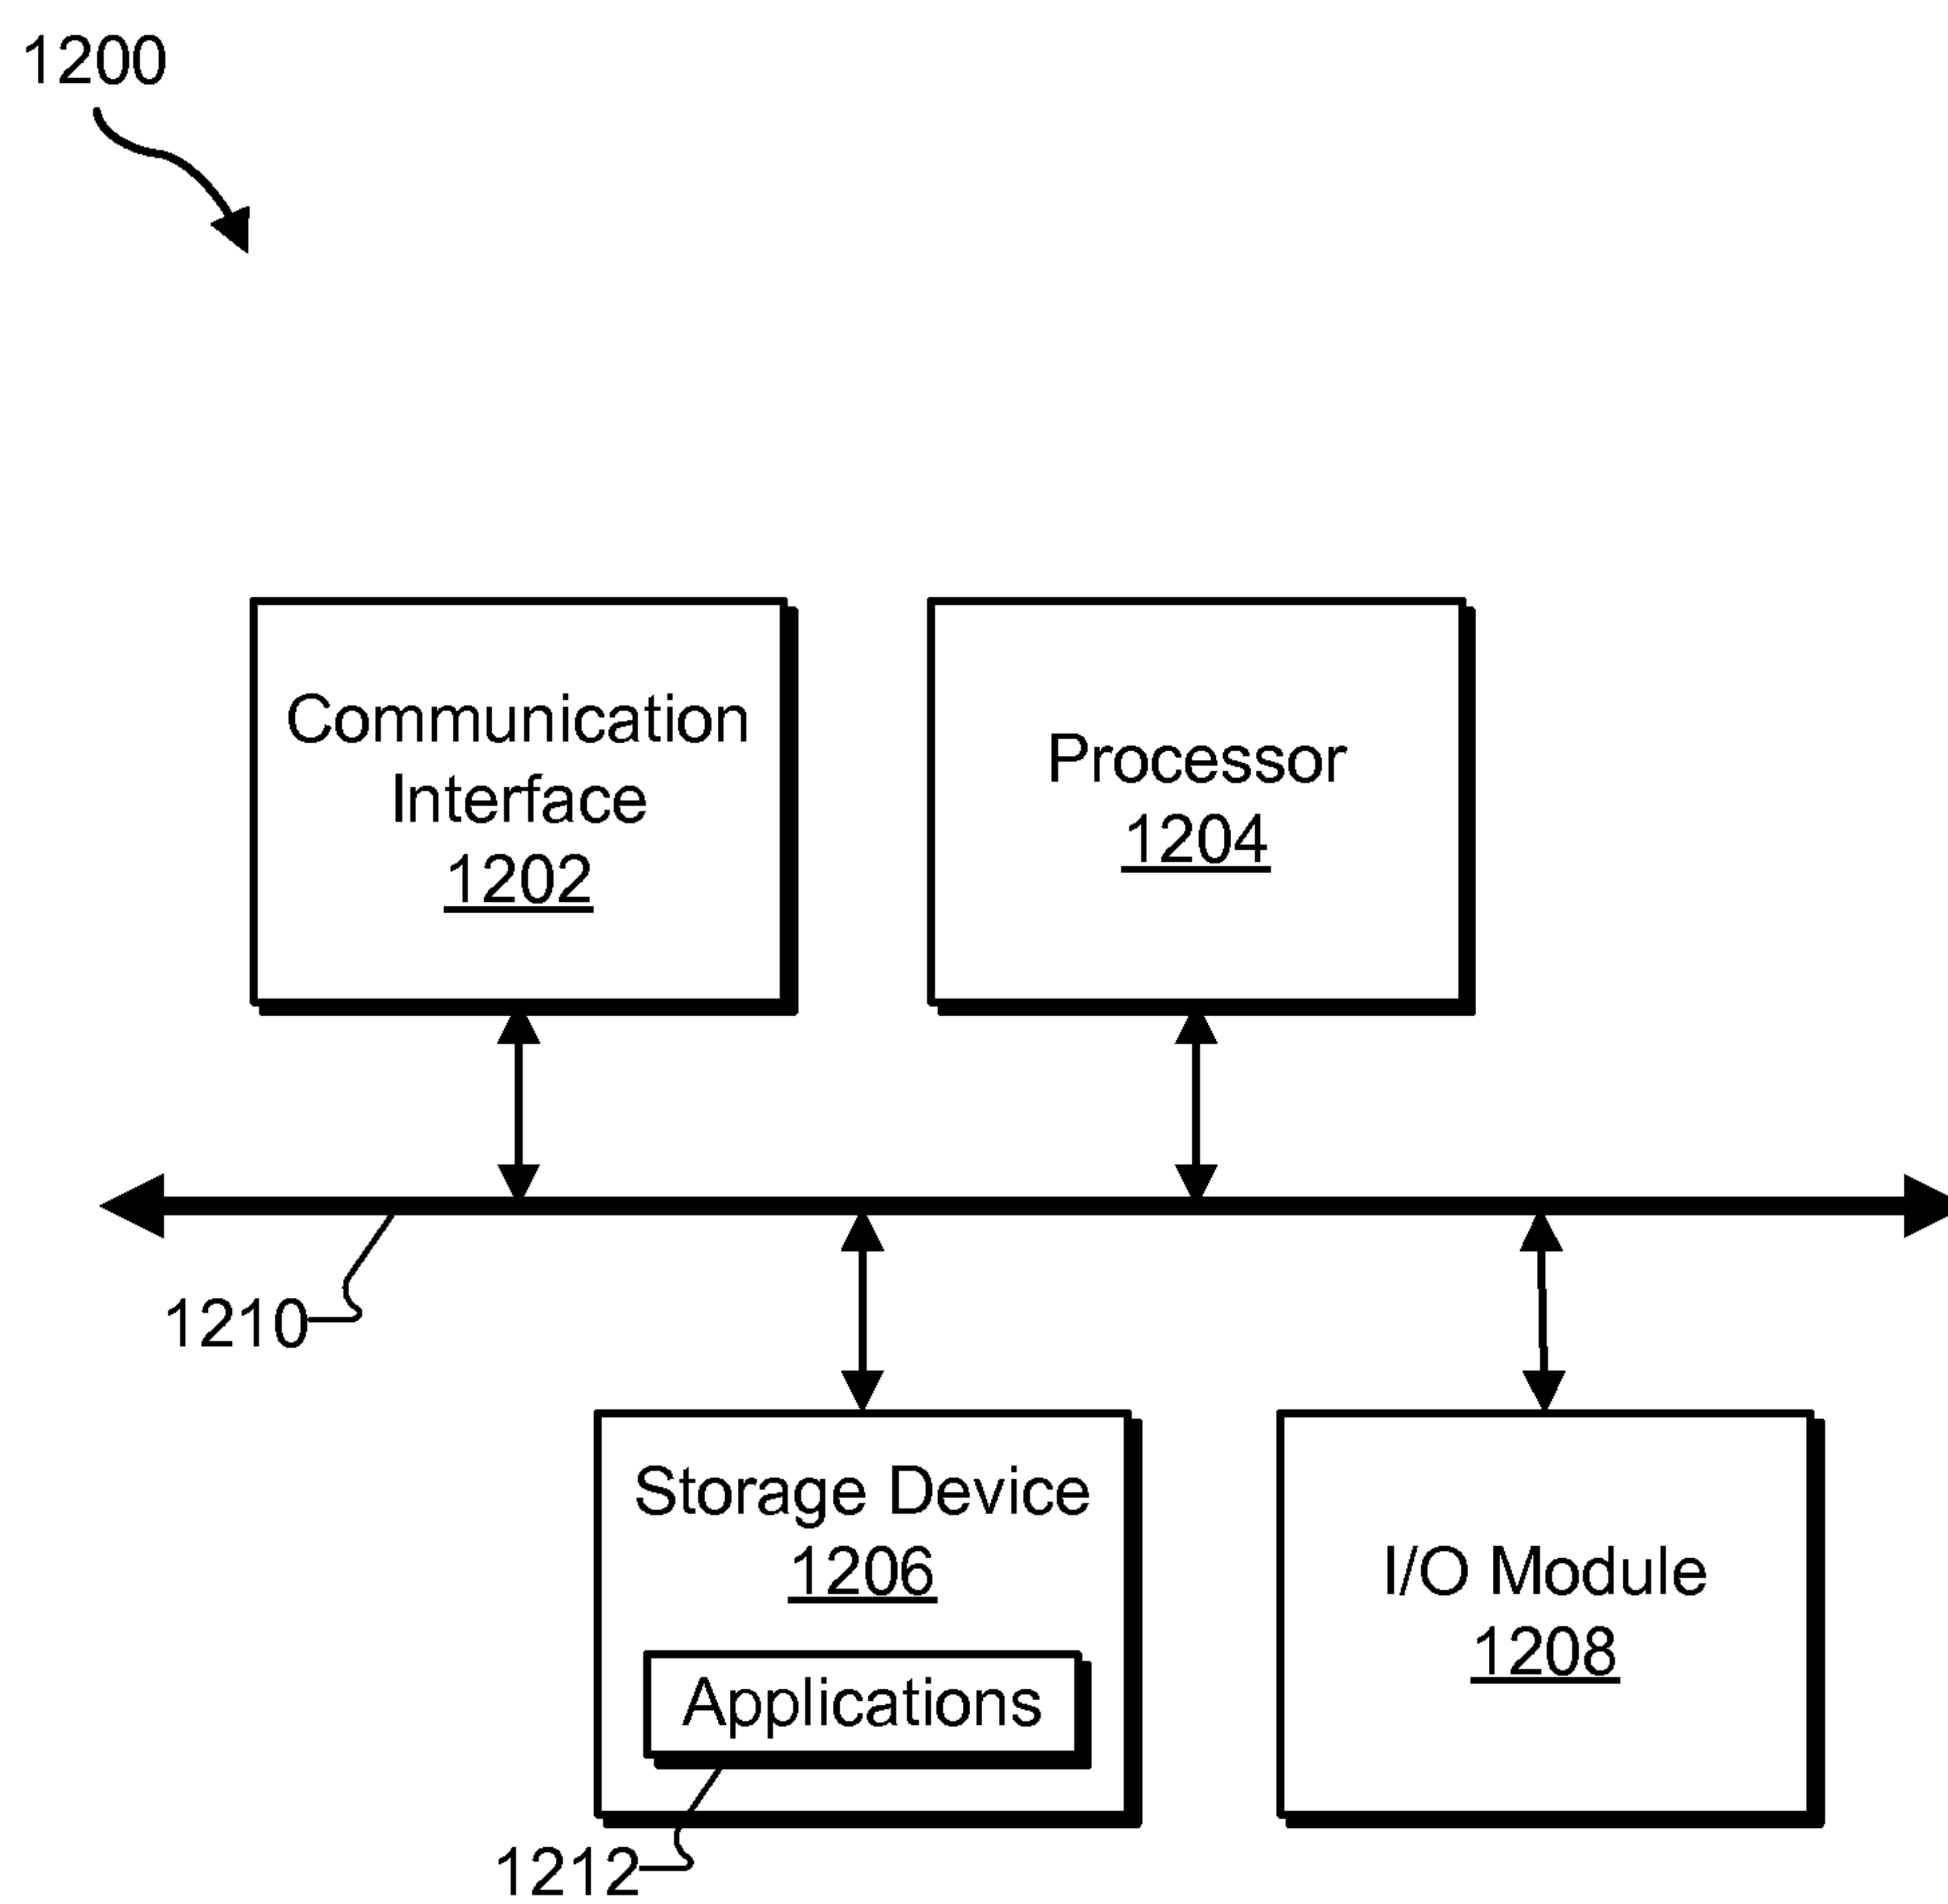 1200
Communication
Interface
1202
Processor
1204
1210
Storage Device
1206
Applications
1212
I/O Module
1208